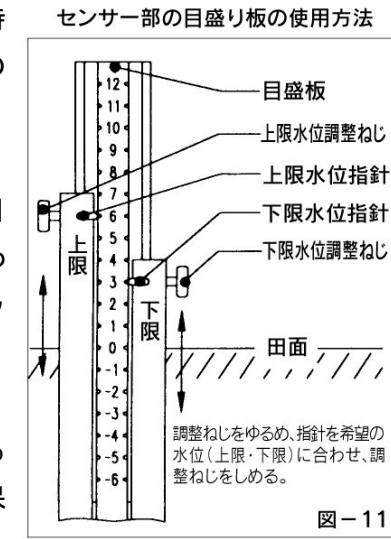 センサー部の目盛り板の使用方法
目盛板
上限水位調整ねじ
上限水位指針
下限水位指針
下限水位調整ねじ
12
11
10
9
8
7
6
5
4
3
2
1
0
-1
-2
-3
-4
-5
-6
上限
下限
田面
調整ねじをゆるめ、指針を希望の
水位(上限・下限)に合わせ、調
整ねじをしめる。
図－11